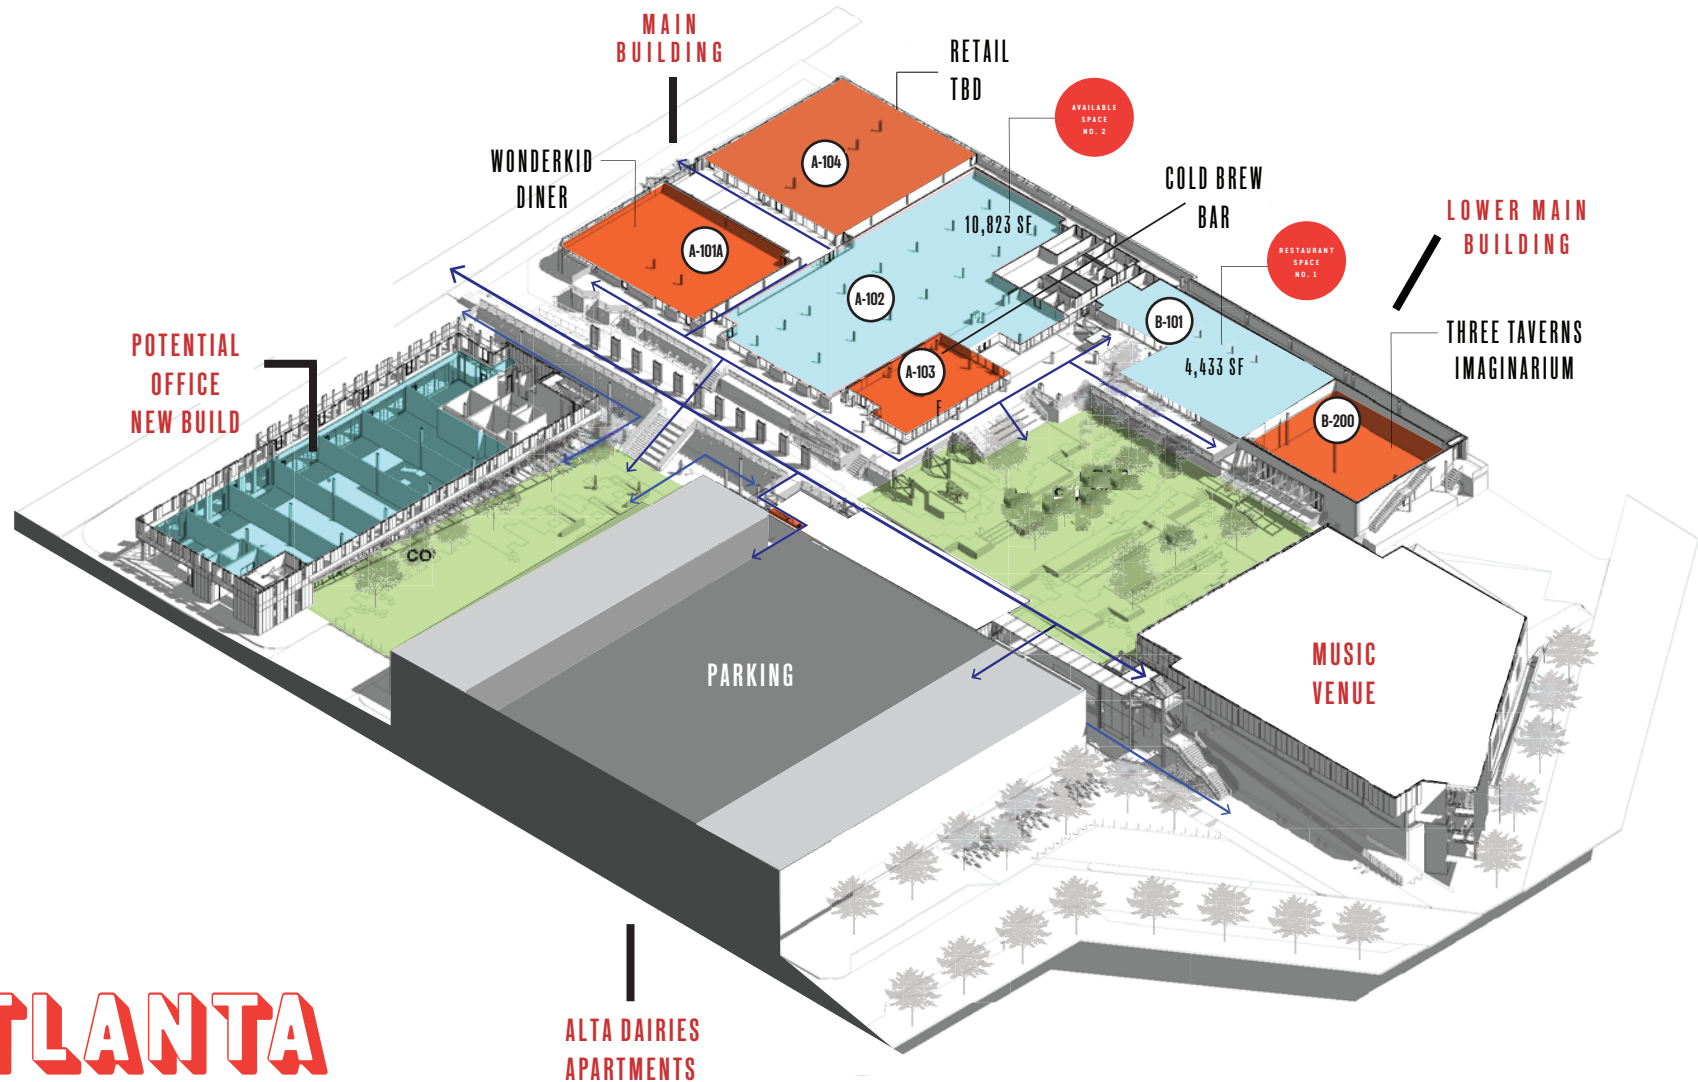 MAIN
BUILDING
RETAIL
TBD
AVAILABLE
SPACE
NO. 2
WONDERKID
DINER
A-104
COLD BREW
BAR
LOWER MAIN
BUILDING
10,823 SF
A-101A
RESTAURANT
SPACE
NO. 1
A-102
B-101
THREE TAVERNS
IMAGINARIUM
POTENTIAL
OFFICE
NEW BUILD
4,433 SF
A-103
F
B-200
CO
PARKING
MUSIC
VENUE
TLANTA
ALTA DAIRIES
APARTMENTS